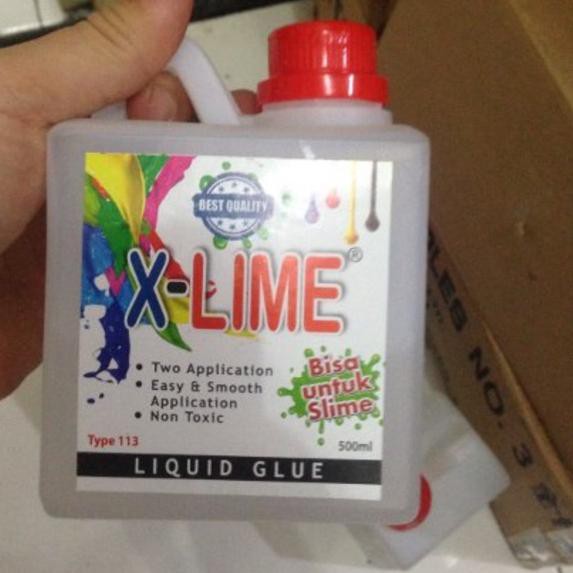 BEST QUALITY
X-LIME®
• Two Application
• Easy & Smooth
Application
• Non Toxic
Bisa
untuk
Slime
Type 113
500ml
LIQUID GLUE
NO. 3